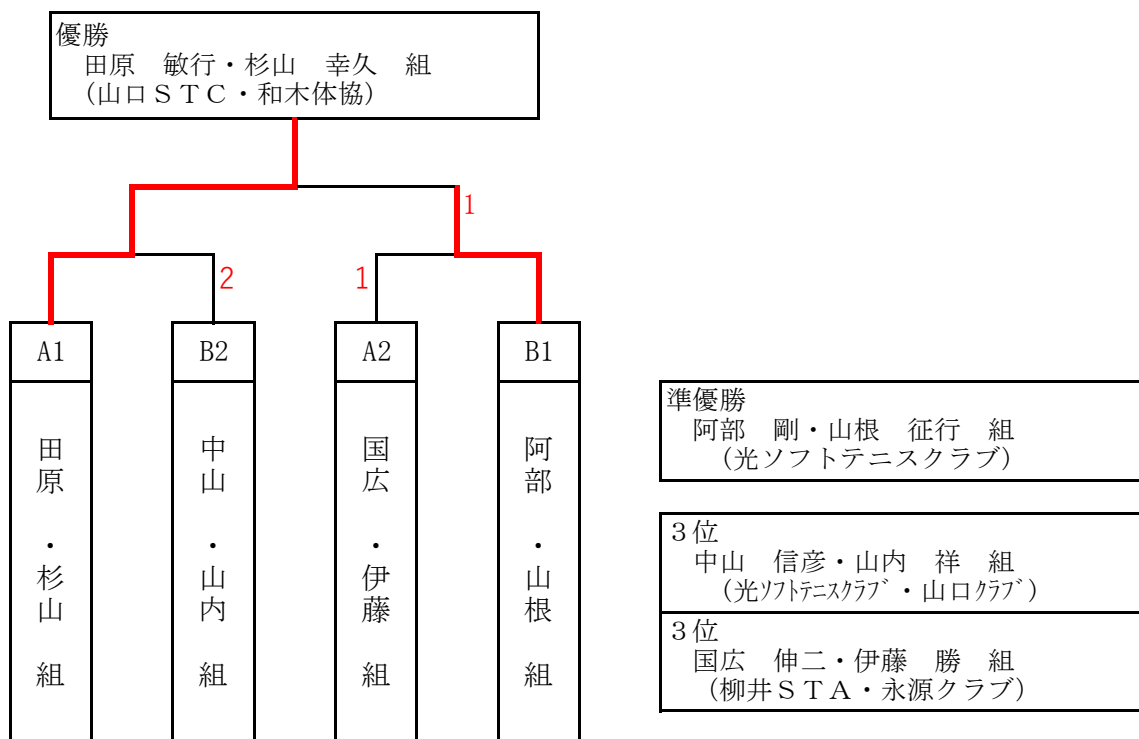 優勝
田原　敏行・杉山　幸久　組
(山口ＳＴＣ・和木体協)
1
2
1
A1
B2
A2
B1
田原　・杉山　組
中山　・山内　組
国広　・伊藤　組
阿部　・山根　組
準優勝
阿部　剛・山根　征行　組
(光ソフトテニスクラブ)
３位
中山　信彦・山内　祥　組
(光ｿﾌﾄﾃﾆｽｸﾗﾌﾞ・山口ｸﾗﾌﾞ)
３位
国広　伸二・伊藤　勝　組
(柳井ＳＴＡ・永源クラブ)